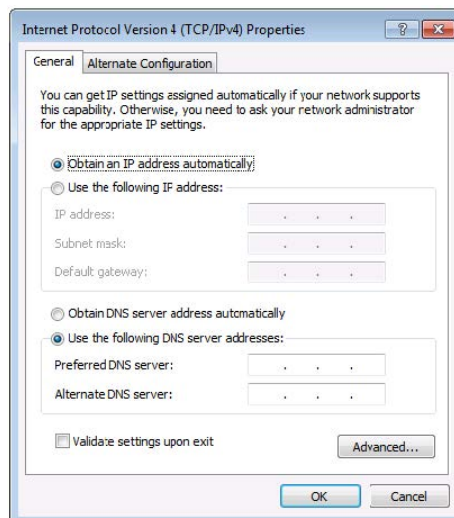 Internet Protocol Version 4 (TCP/IPv4) Properties
General
Alternate Configuration
You can get IP settings assigned automatically if your network supports
this capability. Otherwise, you need to ask your network administrator
for the appropriate IP settings.
Obtain an IP address automatically
Use the following IP address:
IP address:
Subnet mask:
Default gateway:
Obtain DNS server address automatically
Use the following DNS server addresses:
Preferred DNS server:
Alternate DNS server:
Validate settings upon exit
Advanced...
OK
Cancel